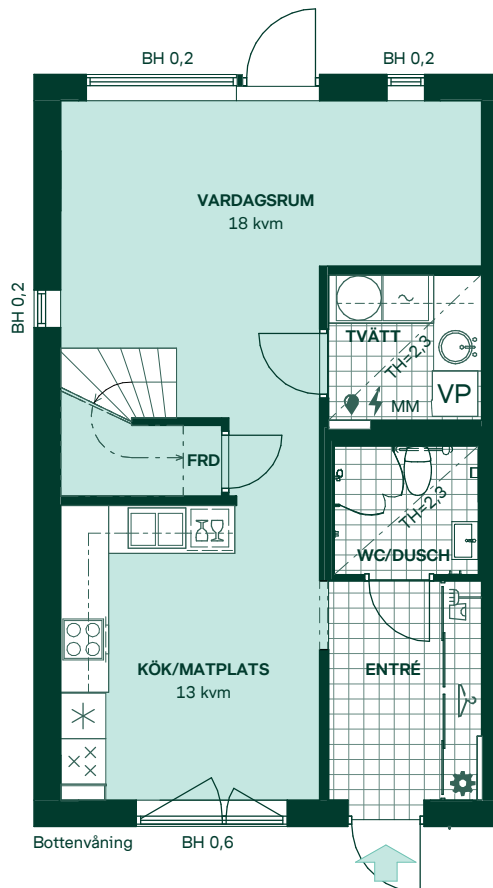 BH 0,2
BH 0,2
VARDAGSRUM
18 kvm
BH 0,2
TVÄTT
TH=2,3
VP
MM
FRD
TH=2,3
WC/DUSCH
KÖK/MATPLATS
13 kvm
ENTRÉ
Bottenvåning
BH 0,6